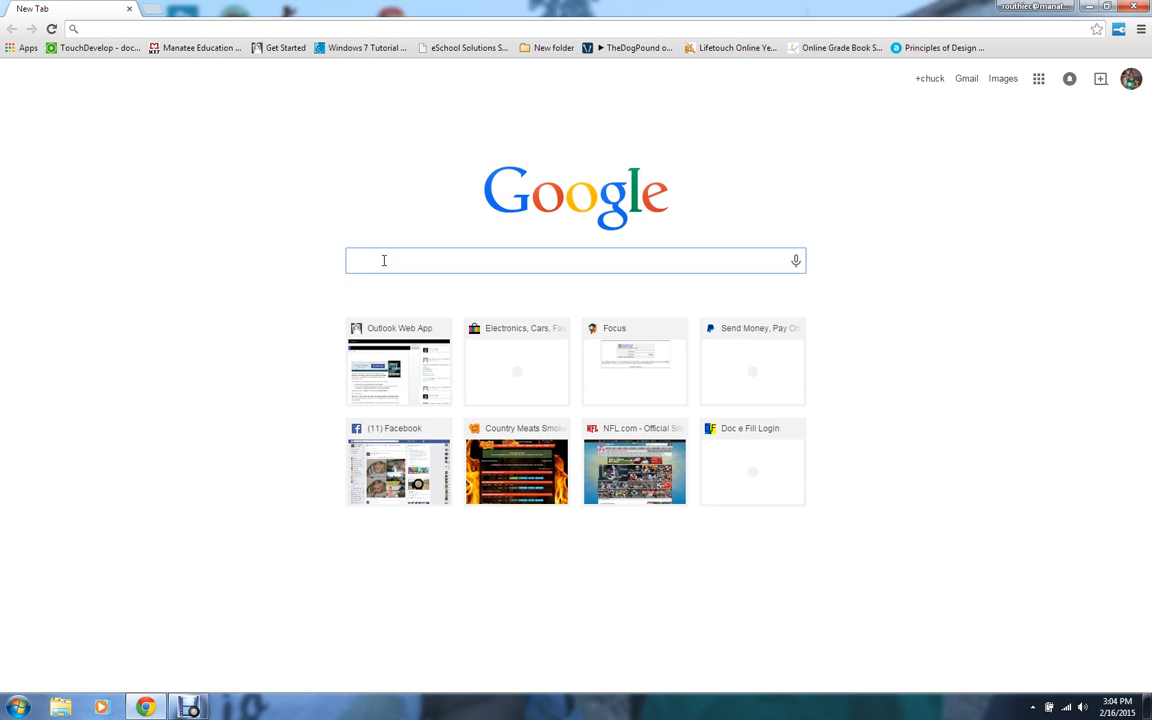 New Tab
routhiec@manat...
Apps TouchDevelop - doc... Manatee Education ... Get Started Windows 7 Tutorial ... eSchool Solutions S... New folder ► TheDogPound o... Lifetouch Online Ye... Online Grade Book S... Principles of Design ...
+chuck Gmail Images
Google
Outlook Web App Electronics, Cars, Fa Focus Send Money, Pay On
(11) Facebook Country Meats Smok NFL.com - Official Sit Doc e Fill Login
3:04 PM
2/16/2015